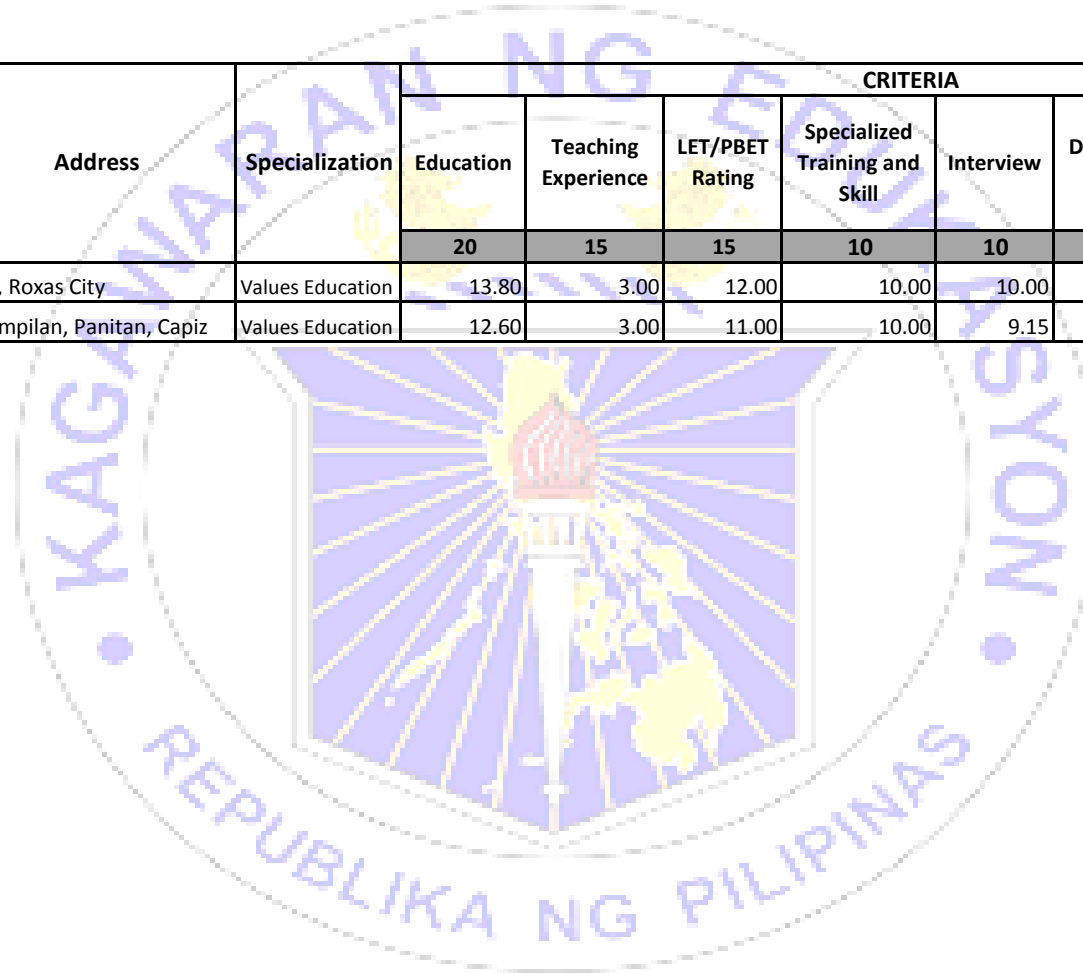 CRITERIA
Address Specialization Education Teaching Experience LET/PBET Rating Specialized Training and Skill Interview D
20 15 15 10 10
, Roxas City Values Education 13.80 3.00 12.00 10.00 10.00
mpilan, Panitan, Capiz Values Education 12.60 3.00 11.00 10.00 9.15
KAGAWARAN NG EDUKASYON
REPUBLIKA NG PILIPINAS